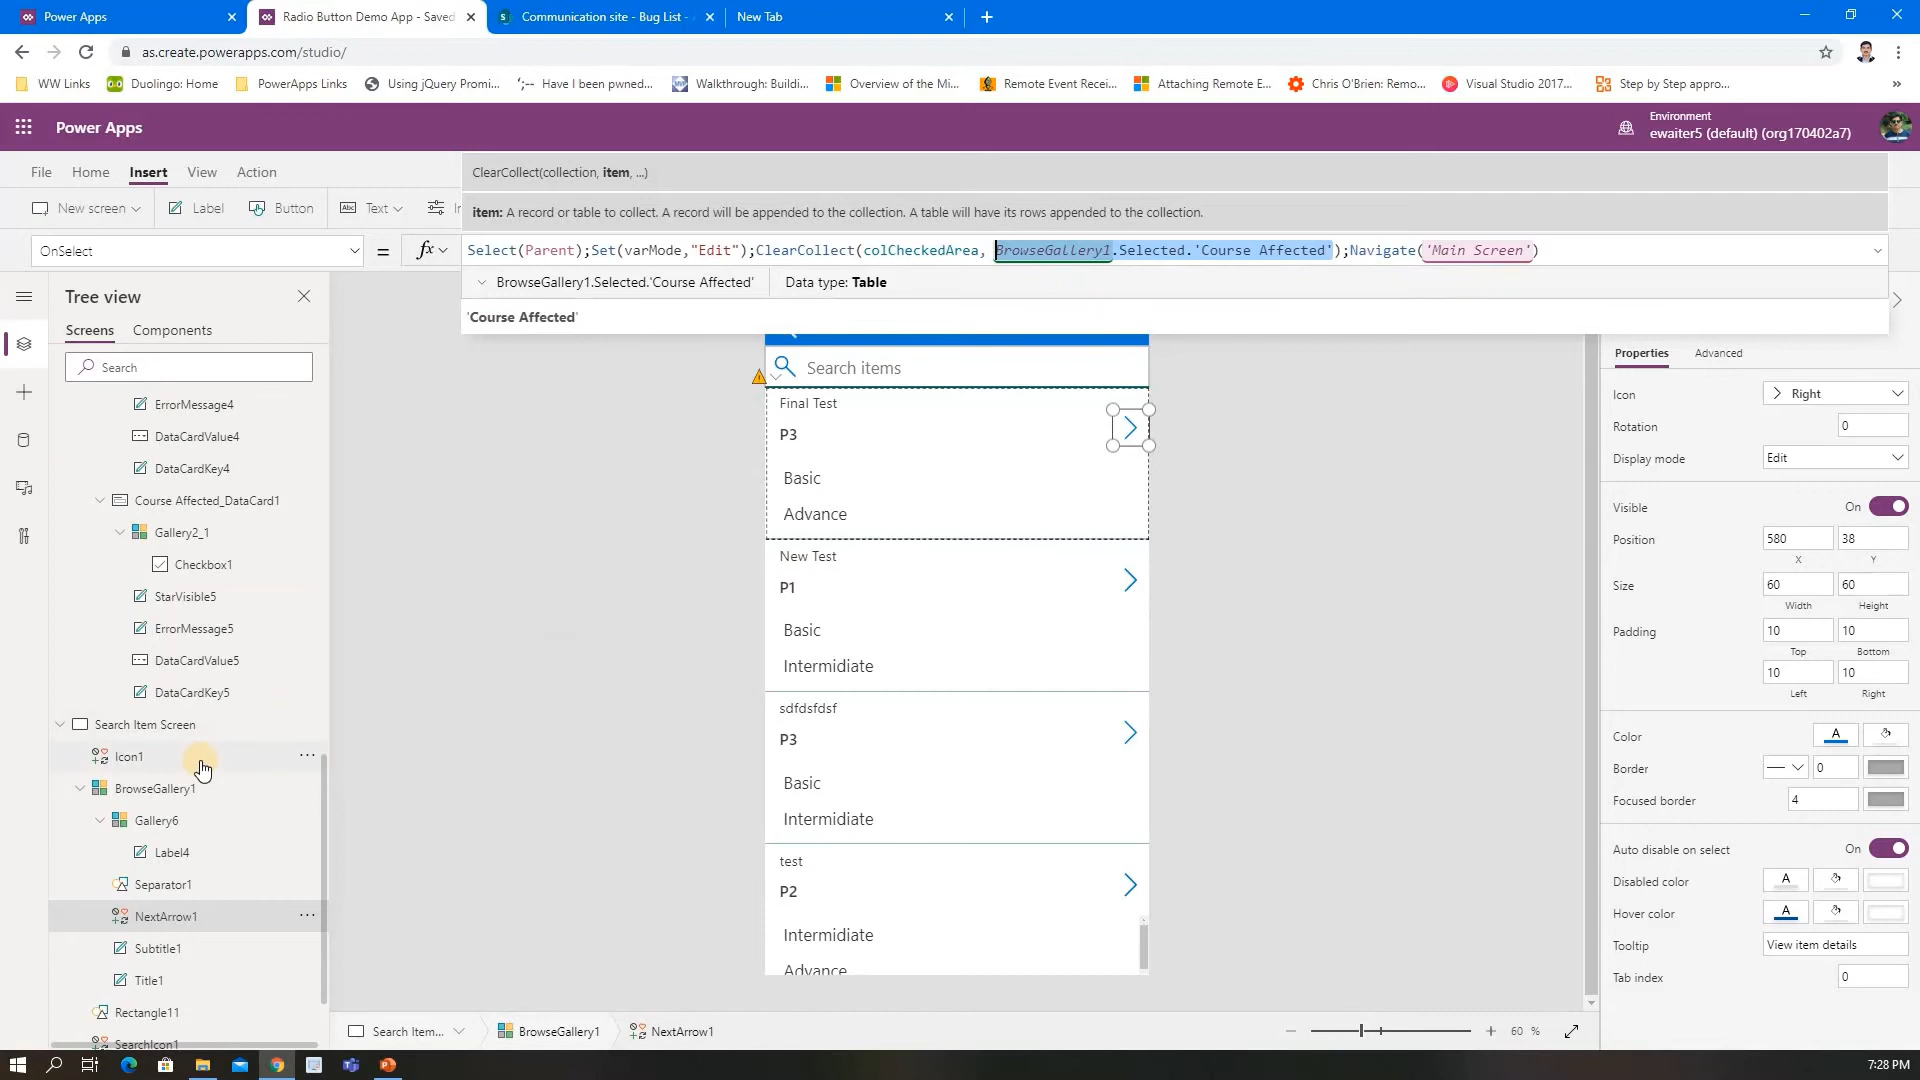 Power Apps
Radio Button Demo App - Saved
Communication site - Bug List -
New Tab
as.create.powerapps.com/studio/
WW Links
Duolingo: Home
PowerApps Links
Using jQuery Promi...
Have I been pwned...
Walkthrough: Buildi...
Overview of the Mi...
Remote Event Recei...
Attaching Remote E...
Chris O'Brien: Remo...
Visual Studio 2017...
Step by Step appro...
Power Apps
Environment
ewaiter5 (default) (org170402a7)
File Home Insert View Action
ClearCollect(collection, item, ...)
New screen Label Button Text
item: A record or table to collect. A record will be appended to the collection. A table will have its rows appended to the collection.
OnSelect = fx Select(Parent);Set(varMode,"Edit");ClearCollect(colCheckedArea, BrowseGallery1.Selected.'Course Affected');Navigate('Main Screen')
BrowseGallery1.Selected.'Course Affected' Data type: Table
'Course Affected'
Tree view
Screens Components
Search
ErrorMessage4
DataCardValue4
DataCardKey4
Course Affected_DataCard1
Gallery2_1
Checkbox1
StarVisible5
ErrorMessage5
DataCardValue5
DataCardKey5
Search Item Screen
Icon1
BrowseGallery1
Gallery6
Label4
Separator1
NextArrow1
Subtitle1
Title1
Rectangle11
SearchIcon1
Search items
Final Test
P3
Basic
Advance
New Test
P1
Basic
Intermidiate
sdfdsfdsf
P3
Basic
Intermidiate
test
P2
Intermidiate
Advance
Properties Advanced
Icon Right
Rotation 0
Display mode Edit
Visible On
Position 580 38
X Y
Size 60 60
Width Height
Padding 10 10
Top Bottom
10 10
Left Right
Color A
Border 0
Focused border 4
Auto disable on select On
Disabled color A
Hover color A
Tooltip View item details
Tab index 0
Search Item... BrowseGallery1 NextArrow1
60 %
7:28 PM